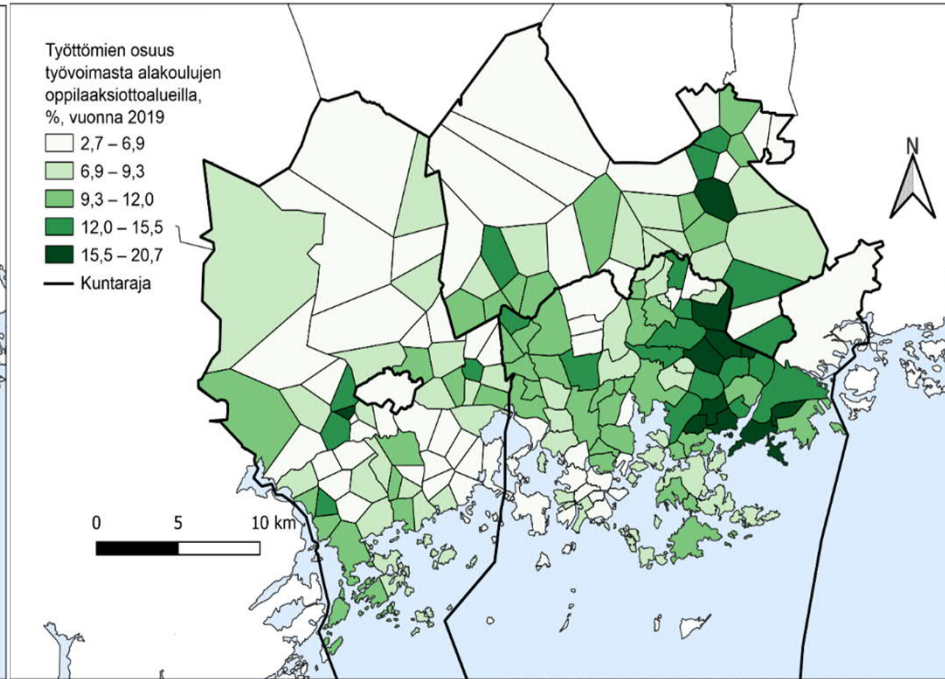 Työttömien osuus
työvoimasta alakoulujen
oppilaaksiottoalueilla,
%, vuonna 2019
2,7 – 6,9
6,9 – 9,3
9,3 – 12,0
12,0 – 15,5
15,5 – 20,7
Kuntaraja
N
0 5 10 km